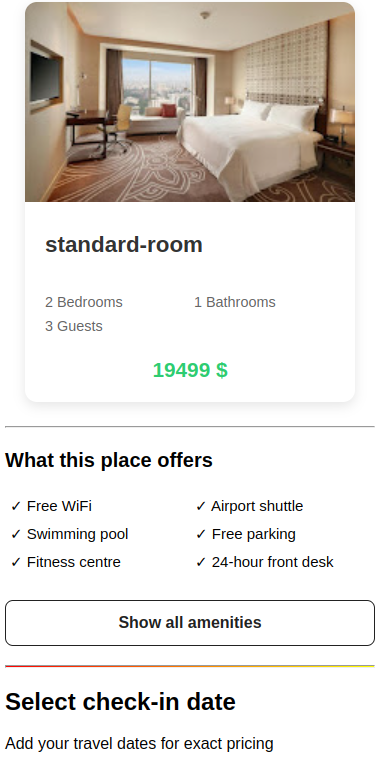 standard-room
2 Bedrooms
1 Bathrooms
3 Guests
19499 $
What this place offers
✓ Free WiFi
✓ Airport shuttle
✓ Swimming pool
✓ Free parking
✓ Fitness centre
✓ 24-hour front desk
Show all amenities
Select check-in date
Add your travel dates for exact pricing